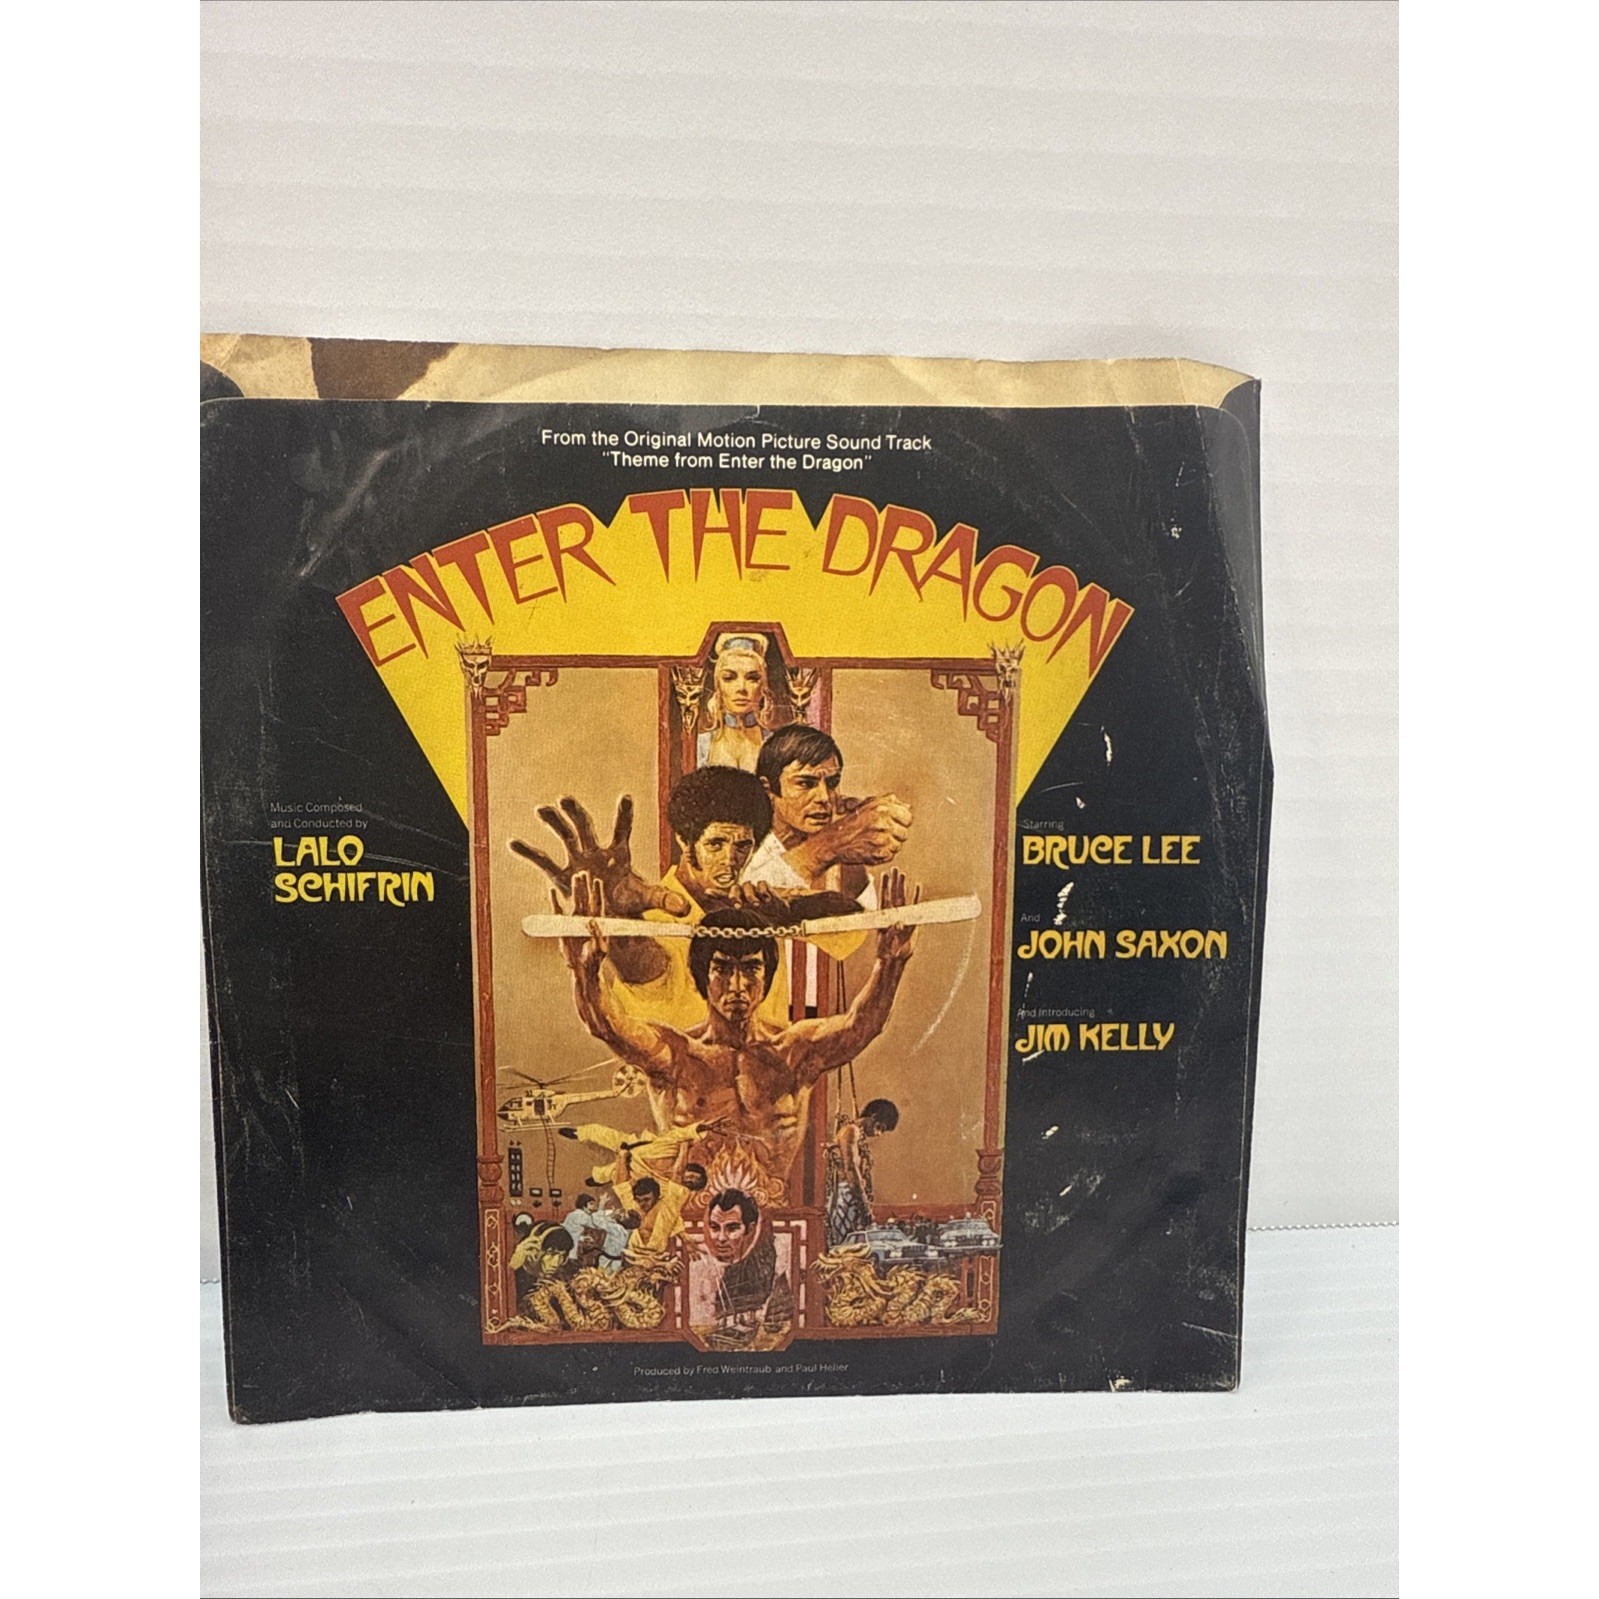 From the Original Motion Picture Sound Track
"Theme from Enter the Dragon"
ENTER THE DRAGON
Music Composed
and Conducted by
LALO
SCHIFRIN
Starring
BRUCE LEE
And
JOHN SAXON
And Introducing
JIM KELLY
Produced by Fred Weintraub and Paul Heller